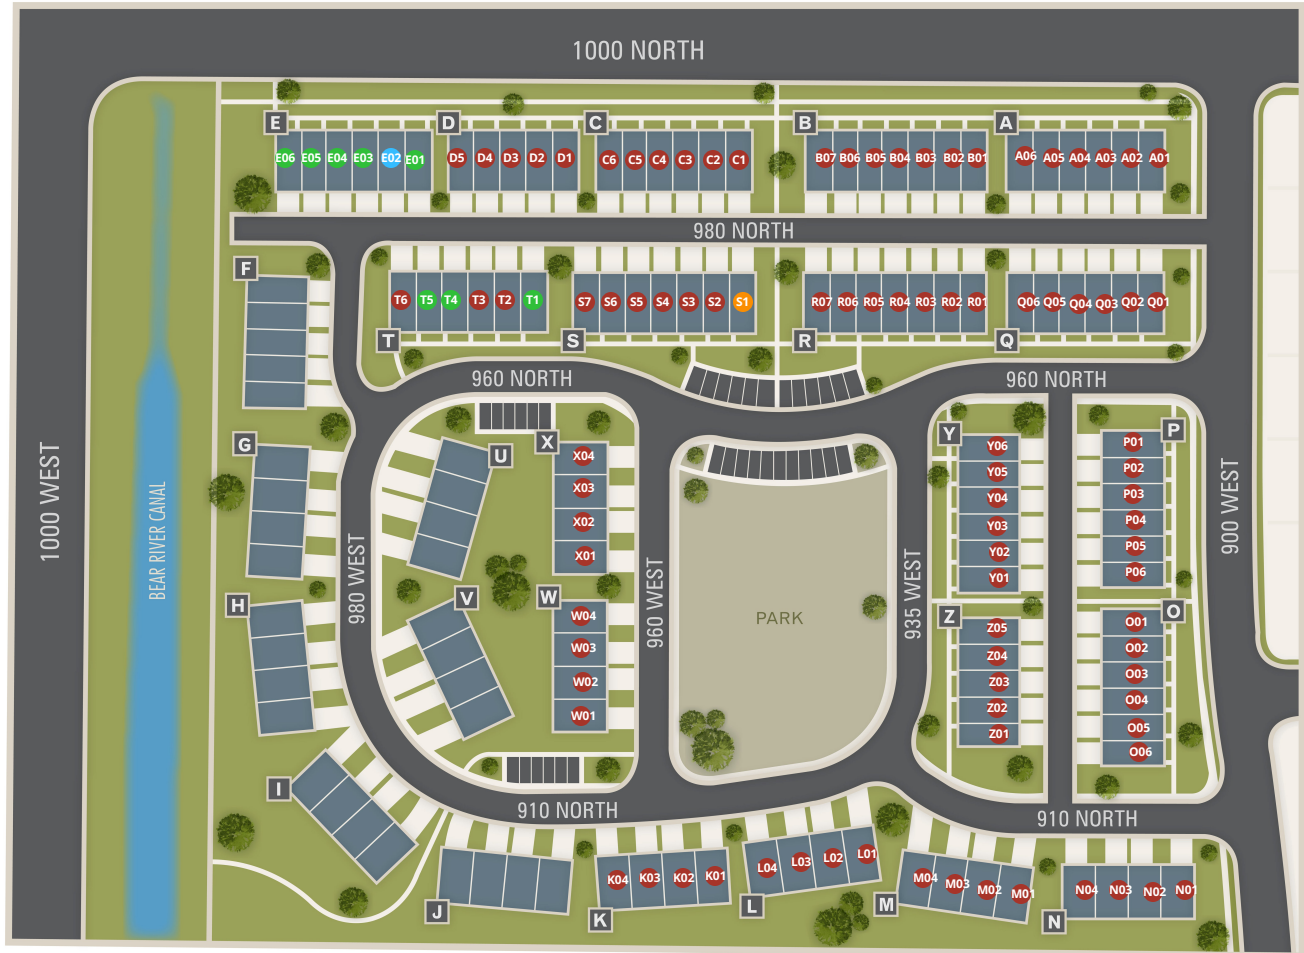 1000 NORTH
E
D
C
B
A
E06 E05 E04 E03 E02 E01
D5 D4 D3 D2 D1
C6 C5 C4 C3 C2 C1
B07 B06 B05 B04 B03 B02 B01
A06 A05 A04 A03 A02 A01
980 NORTH
F
T6 T5 T4 T3 T2 T1
S7 S6 S5 S4 S3 S2 S1
R07 R06 R05 R04 R03 R02 R01
Q06 Q05 Q04 Q03 Q02 Q01
T
S
R
Q
960 NORTH
960 NORTH
1000 WEST
BEAR RIVER CANAL
G
H
I
980 WEST
U
V
X
X04
X03
X02
X01
W
W04
W03
W02
W01
960 WEST
PARK
935 WEST
Y
Y06
Y05
Y04
Y03
Y02
Y01
Z
Z05
Z04
Z03
Z02
Z01
P
P01
P02
P03
P04
P05
P06
O
O01
O02
O03
O04
O05
O06
900 WEST
910 NORTH
910 NORTH
J
K04 K03 K02 K01
K
L04 L03 L02 L01
L
M04 M03 M02 M01
M
N04 N03 N02 N01
N